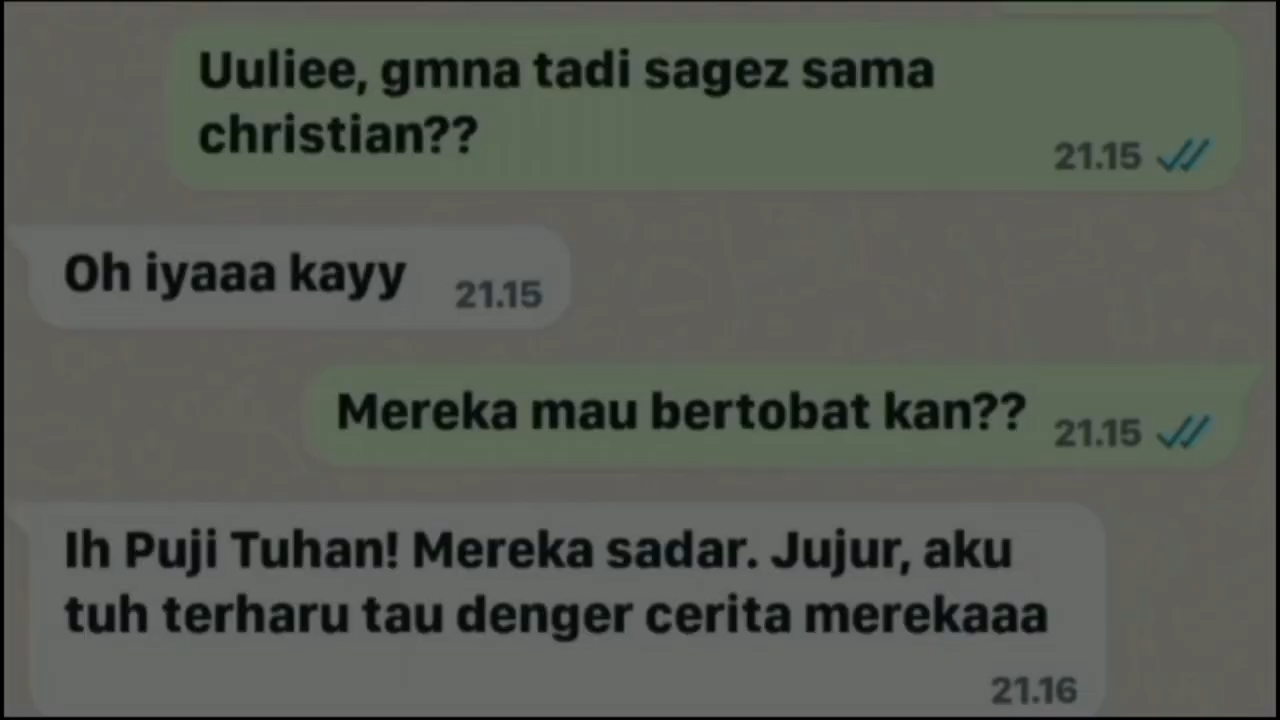 Uuliee, gmna tadi sagez sama
christian??
21.15
Oh iyaaa kayy 21.15
Mereka mau bertobat kan?? 21.15
Ih Puji Tuhan! Mereka sadar. Jujur, aku
tuh terharu tau denger cerita merekaaa
21.16